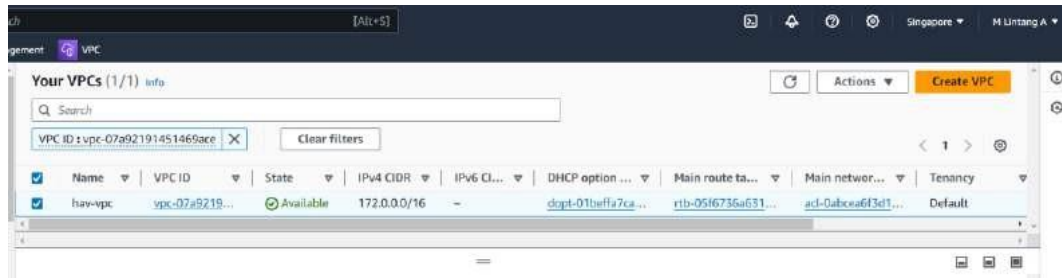 ch [Alt+S] Singapore ▼ M Lintang A ▼
gement VPC
Your VPCs (1/1) Info Actions ▼ Create VPC
Search
VPC ID : vpc-07a92191451469ace X Clear filters
< 1 >
Name VPC ID State IPv4 CIDR IPv6 CI... DHCP option ... Main route ta... Main networ... Tenancy
hav-vpc vpc-07a9219... Available 172.0.0.0/16 – dopt-01beffa7ca... rtb-05f6736a631... acl-0abcea6f3d1... Default